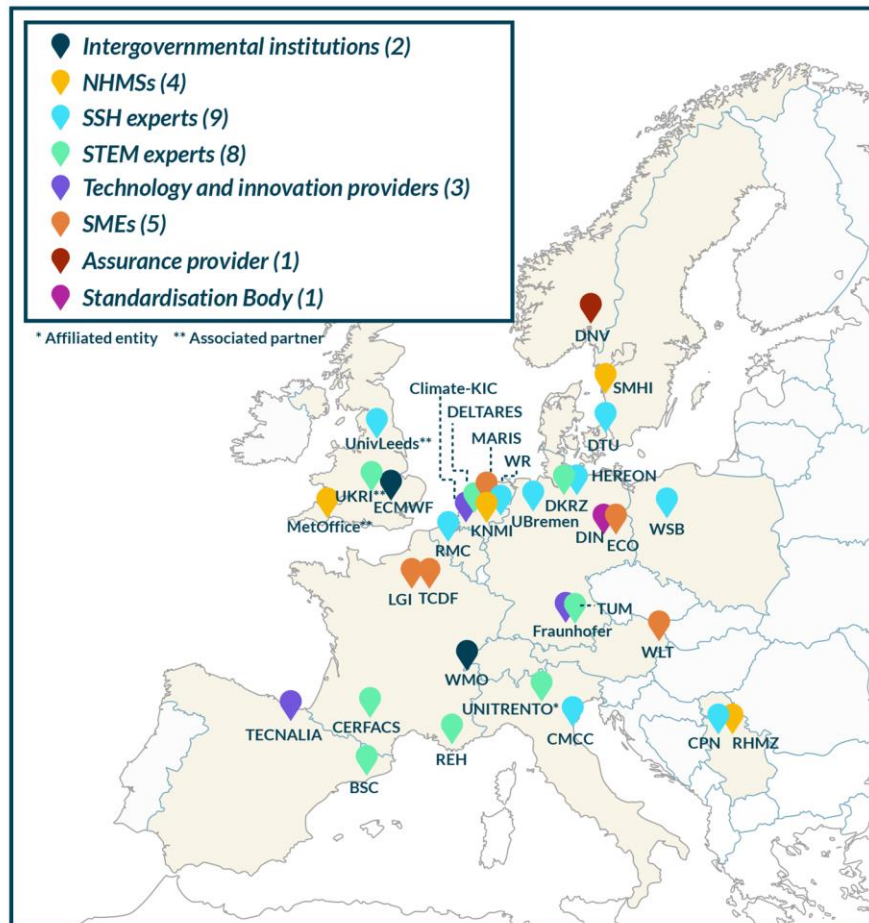 Intergovernmental institutions (2)
NHMSs (4)
SSH experts (9)
STEM experts (8)
Technology and innovation providers (3)
SMEs (5)
Assurance provider (1)
Standardisation Body (1)
* Affiliated entity ** Associated partner
DNV
SMHI
Climate-KIC
DELTARES
MARIS
WR
DTU
UnivLeeds**
HEREON
UKRI**
ECMWF
DKRZ
MetOffice**
KNMI
UBremen
WSB
DIN
ECO
RMC
LGI
TCDF
TUM
Fraunhofer
WLT
WMO
UNITRENTO*
TECNALIA
CERFACS
REH
CMCC
CPN
RHMZ
BSC